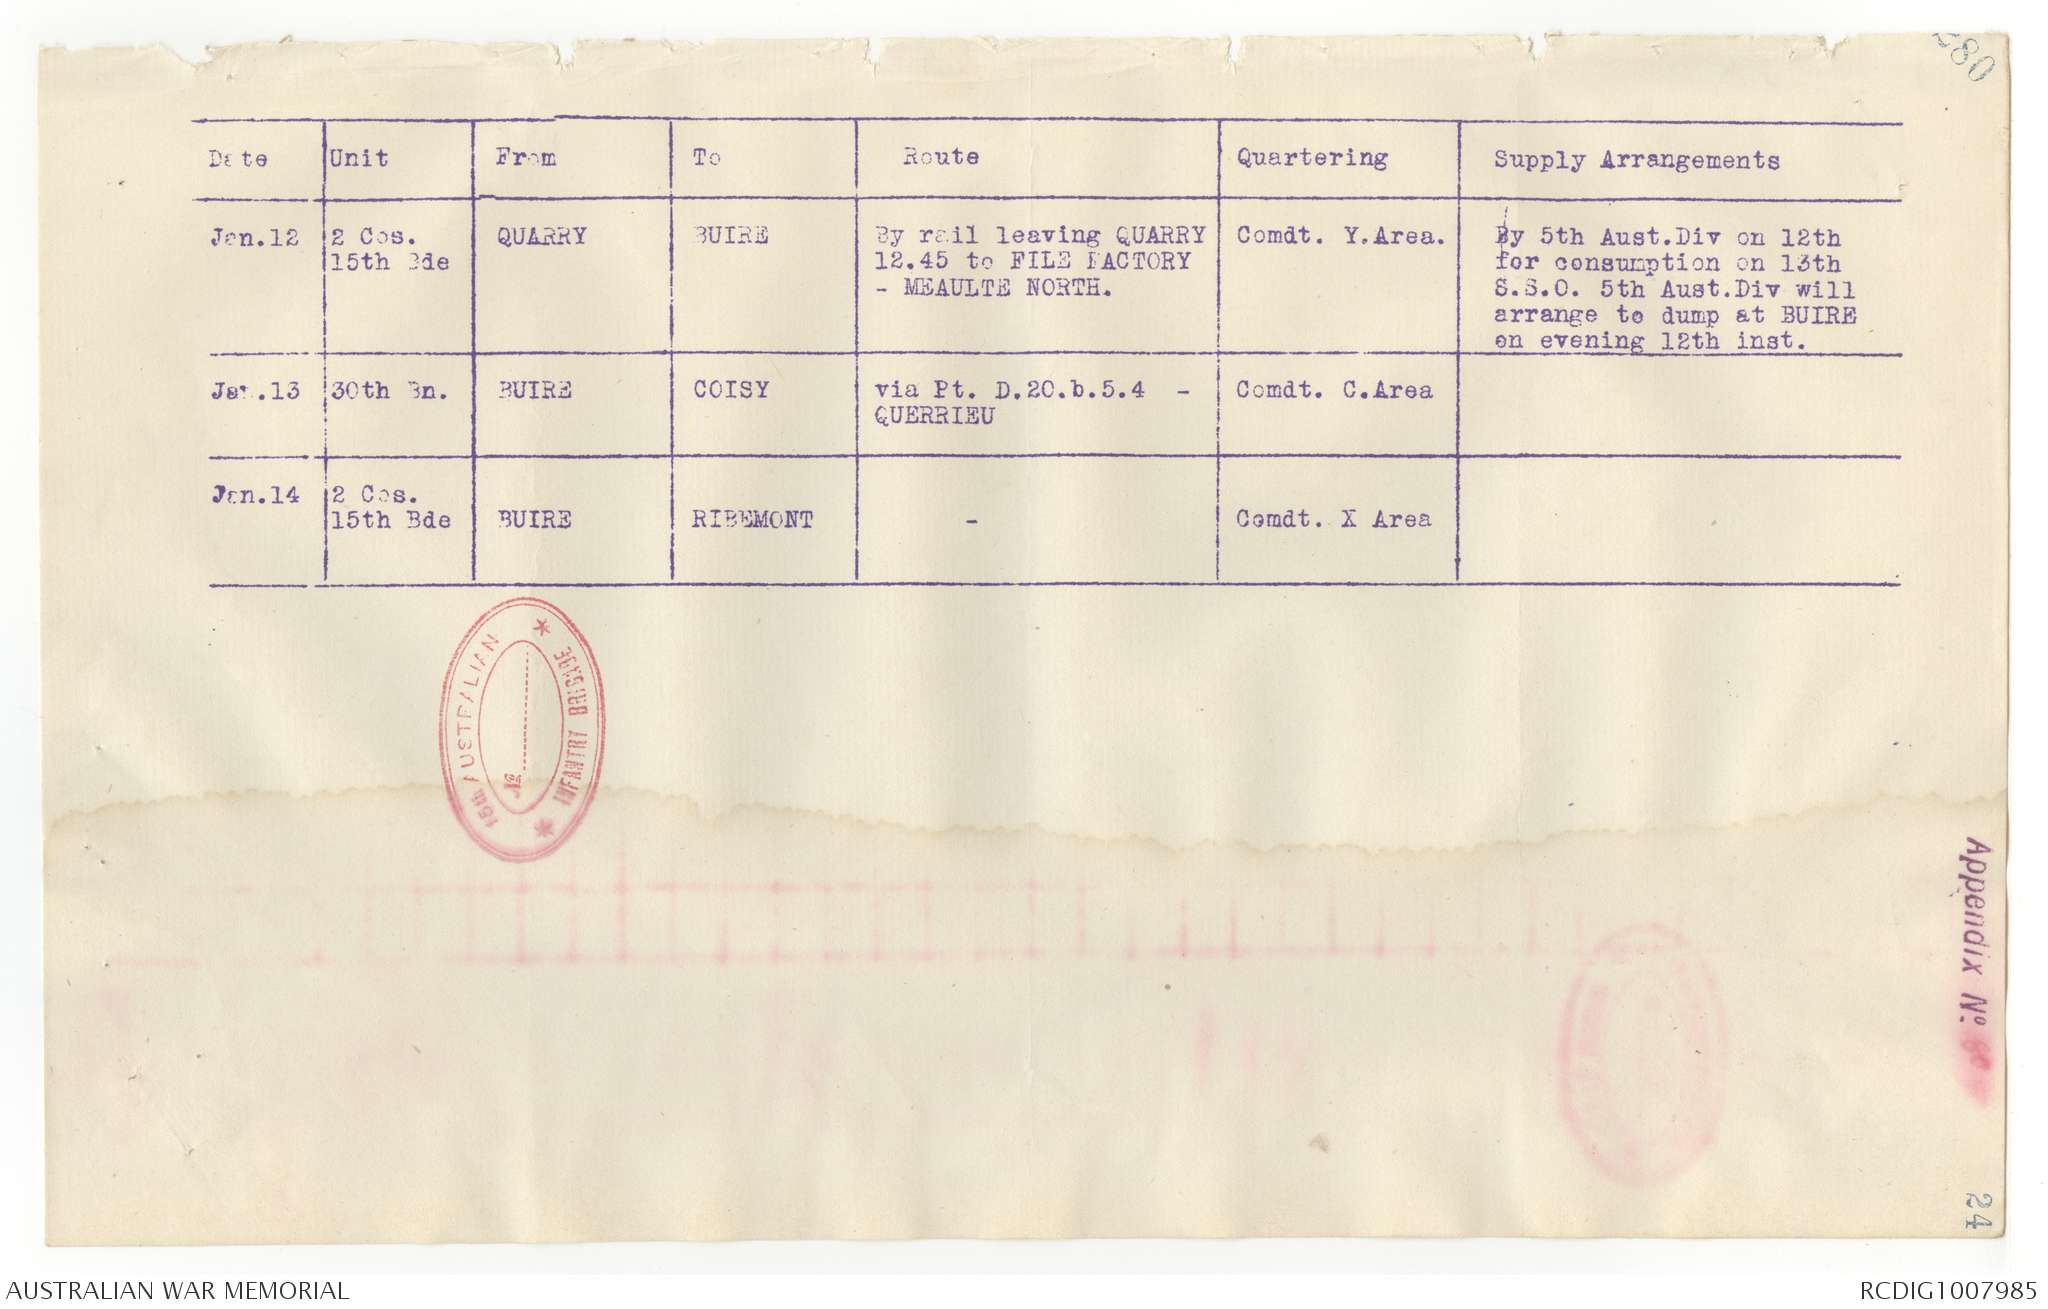 Date Unit From To Route Quartering Supply Arrangements
Jan.12 2 Cos. QUARRY BUIRE By rail leaving QUARRY Comdt. Y.Area. By 5th Aust.Div on 12th
15th Bde 12.45 to FILE FACTORY for consumption on 13th
- MEAULTE NORTH. S.S.O. 5th Aust.Div will
arrange to dump at BUIRE
on evening 12th inst.
Jan.13 30th Bn. BUIRE COISY via Pt. D.20.b.5.4 - Comdt. C.Area
QUERRIEU
Jan.14 2 Cos.
15th Bde BUIRE RIBEMONT - Comdt. X Area
15th AUSTRALIAN
INFANTRY BRIGADE
No.
Appendix No. 60
24
AUSTRALIAN WAR MEMORIAL
RCDIG1007985